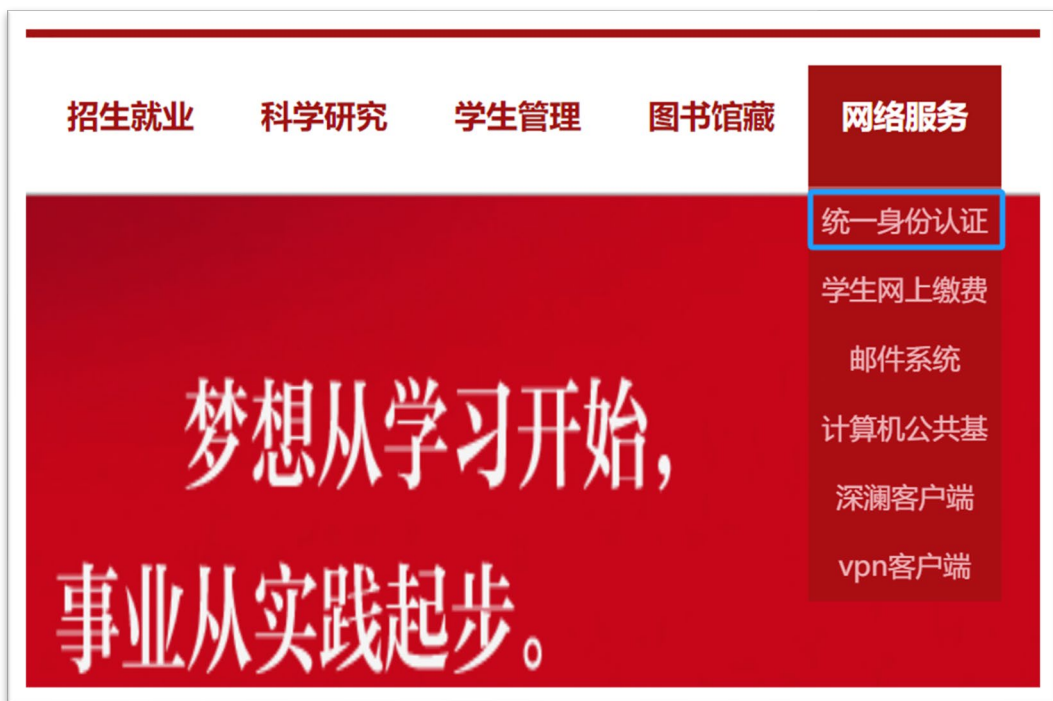 招生就业 科学研究 学生管理 图书馆藏 网络服务
统一身份认证
学生网上缴费
邮件系统
计算机公共基
深澜客户端
vpn客户端
梦想从学习开始，
事业从实践起步。